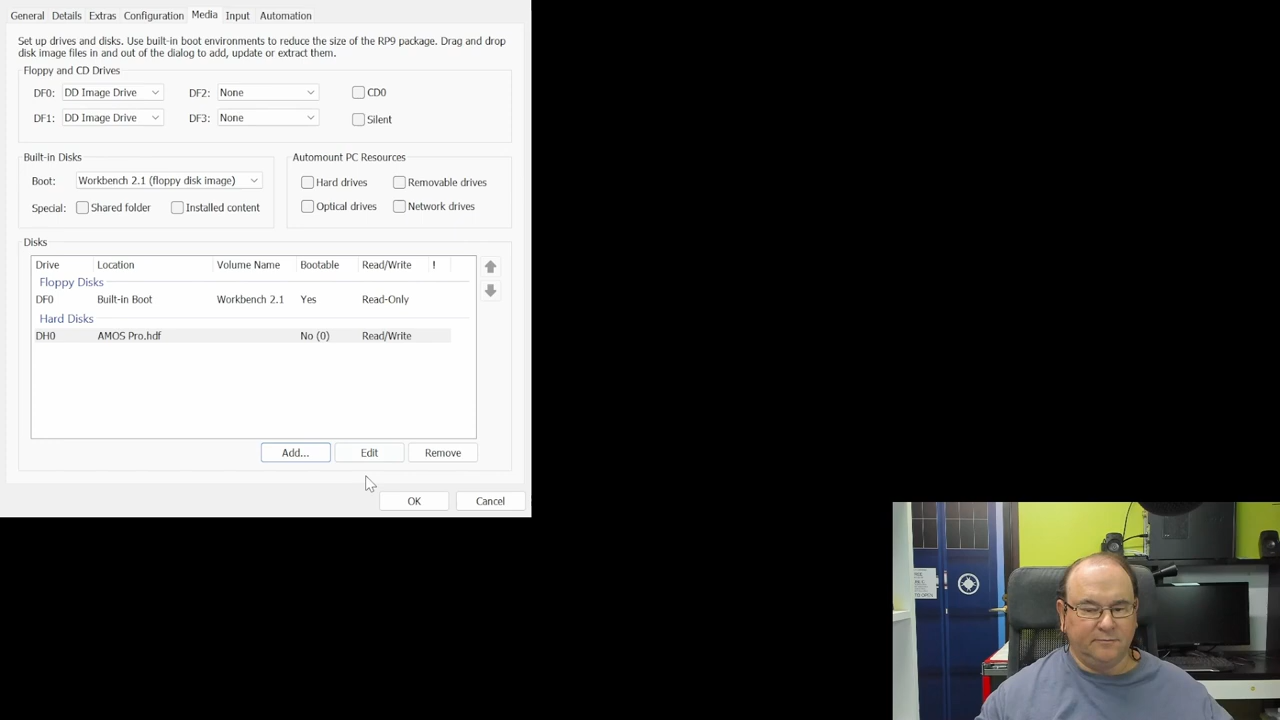 General Details Extras Configuration Media Input Automation
Set up drives and disks. Use built-in boot environments to reduce the size of the RP9 package. Drag and drop
disk image files in and out of the dialog to add, update or extract them.
Floppy and CD Drives
DF0: DD Image Drive DF2: None CD0
DF1: DD Image Drive DF3: None Silent
Built-in Disks
Boot: Workbench 2.1 (floppy disk image)
Special: Shared folder Installed content
Automount PC Resources
Hard drives Removable drives
Optical drives Network drives
Disks
Drive Location Volume Name Bootable Read/Write !
Floppy Disks
DF0 Built-in Boot Workbench 2.1 Yes Read-Only
Hard Disks
DH0 AMOS Pro.hdf No (0) Read/Write
Add... Edit Remove
OK Cancel